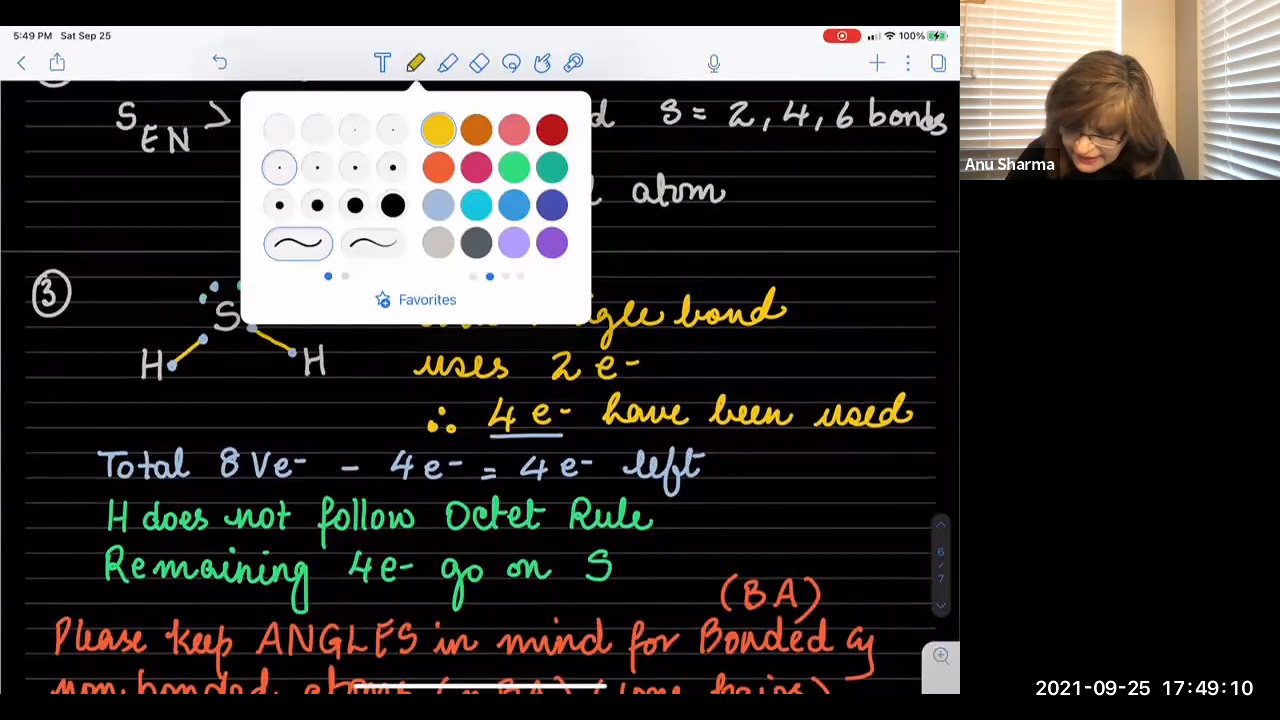 5:49 PM Sat Sep 25
100%
S EN > S = 2, 4, 6 bonds
atom
Favorites
3
S
H H
bond
uses 2 e-
∴ 4 e- have been used
Total 8 Ve- - 4 e- = 4 e- left
H does not follow Octet Rule
Remaining 4e- go on S
(BA)
Please keep ANGLES in mind for Bonded
6/7
Anu Sharma
2021-09-25 17:49:10